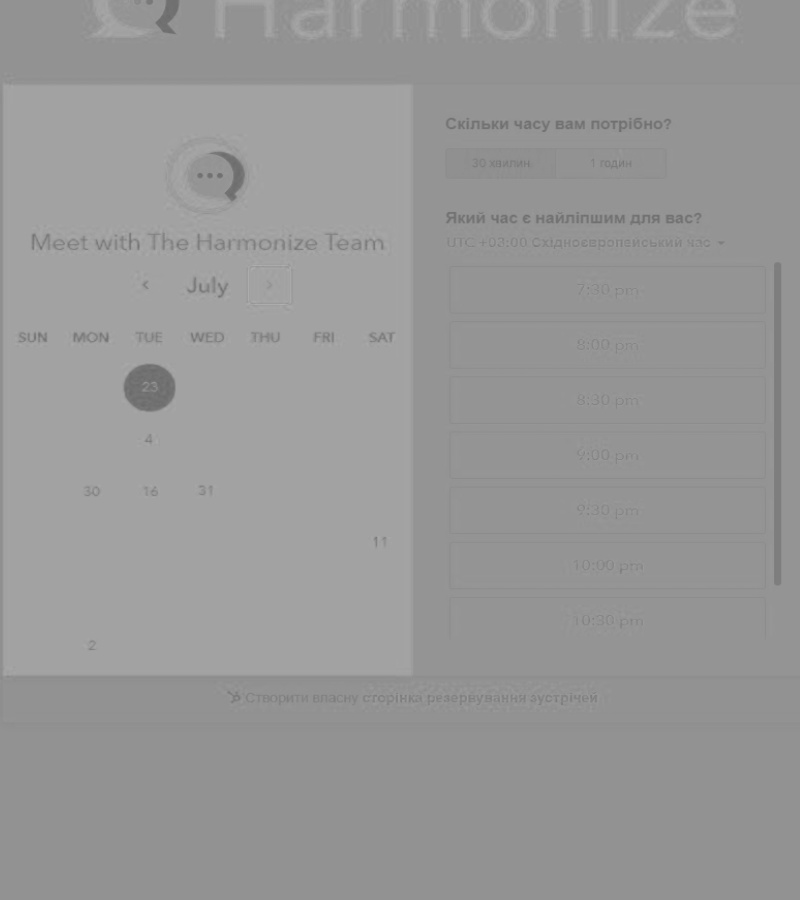 Harmonize
Meet with The Harmonize Team
July
SUN MON TUE WED THU FRI SAT
23
4
30 16 31
11
2
Скільки часу вам потрібно?
30 хвилин 1 годин
Який час є найліпшим для вас?
UTC +03:00 Східноєвропейський час
7:30 pm
8:00 pm
8:30 pm
9:00 pm
9:30 pm
10:00 pm
10:30 pm
Створити власну сторінка резервування зустрічей